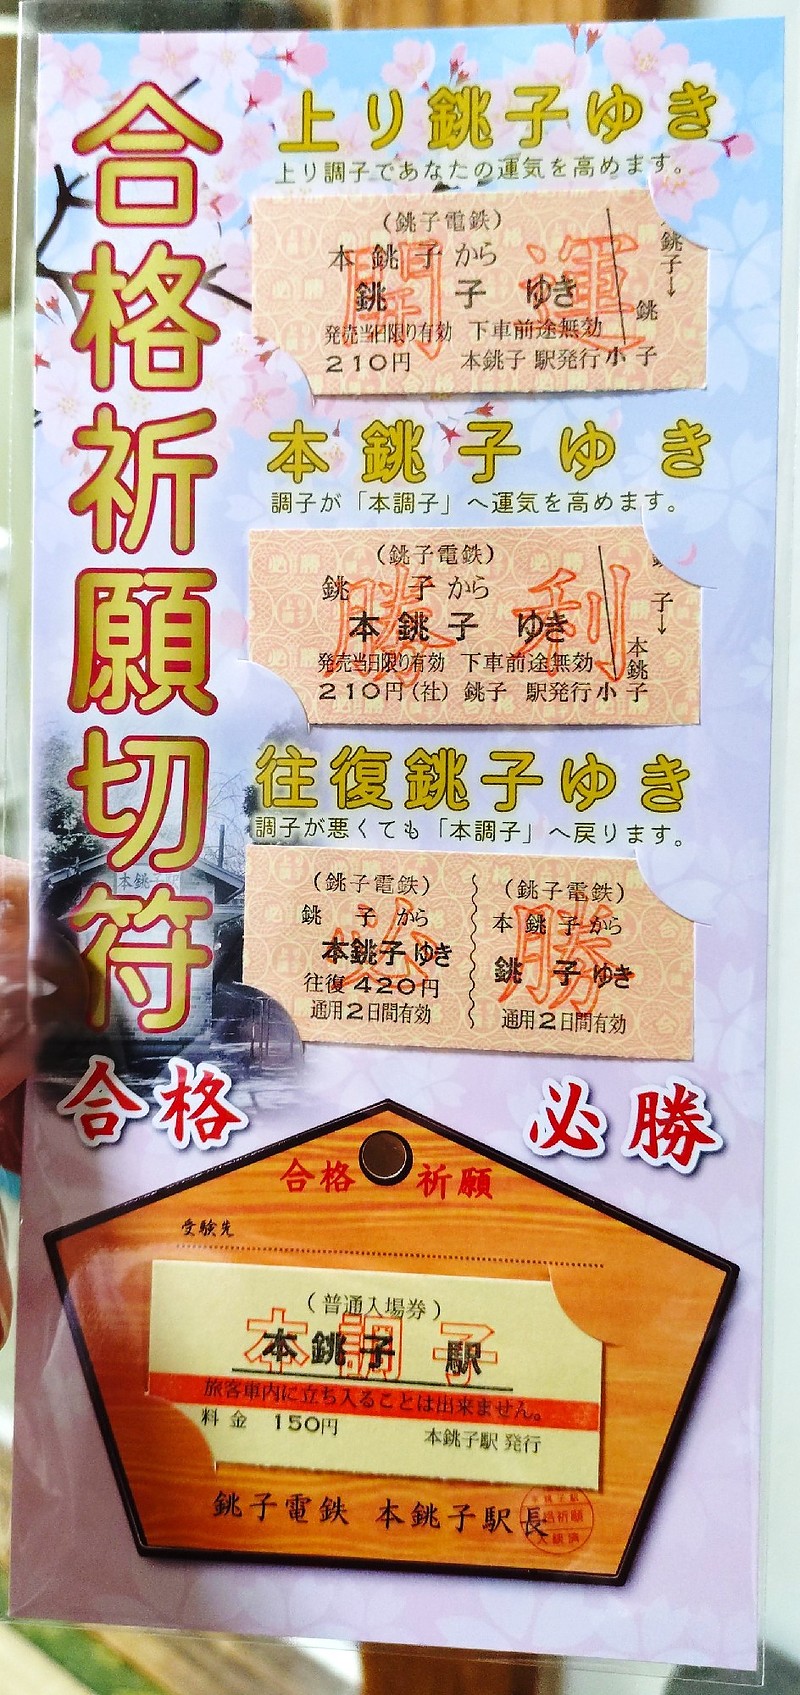 合格祈願切符
上り銚子ゆき
上り調子であなたの運気を高めます。
(銚子電鉄)
本銚子から
銚子ゆき
発売当日限り有効 下車前途無効
210円 本銚子駅発行
小
銚子→
銚子
開運
本銚子ゆき
調子が「本調子」へ運気を高めます。
(銚子電鉄)
銚子から
本銚子ゆき
発売当日限り有効 下車前途無効
210円(社) 銚子 駅発行
小
子→
本銚子
勝利
往復銚子ゆき
調子が悪くても「本調子」へ戻ります。
(銚子電鉄)
銚子から
本銚子ゆき
往復420円
通用2日間有効
(銚子電鉄)
本銚子から
銚子ゆき
通用2日間有効
必勝
合格
必勝
合格祈願
受験先
(普通入場券)
本銚子駅
本調子
旅客車内に立ち入ることは出来ません。
料金 150円
本銚子駅発行
銚子電鉄 本銚子駅長